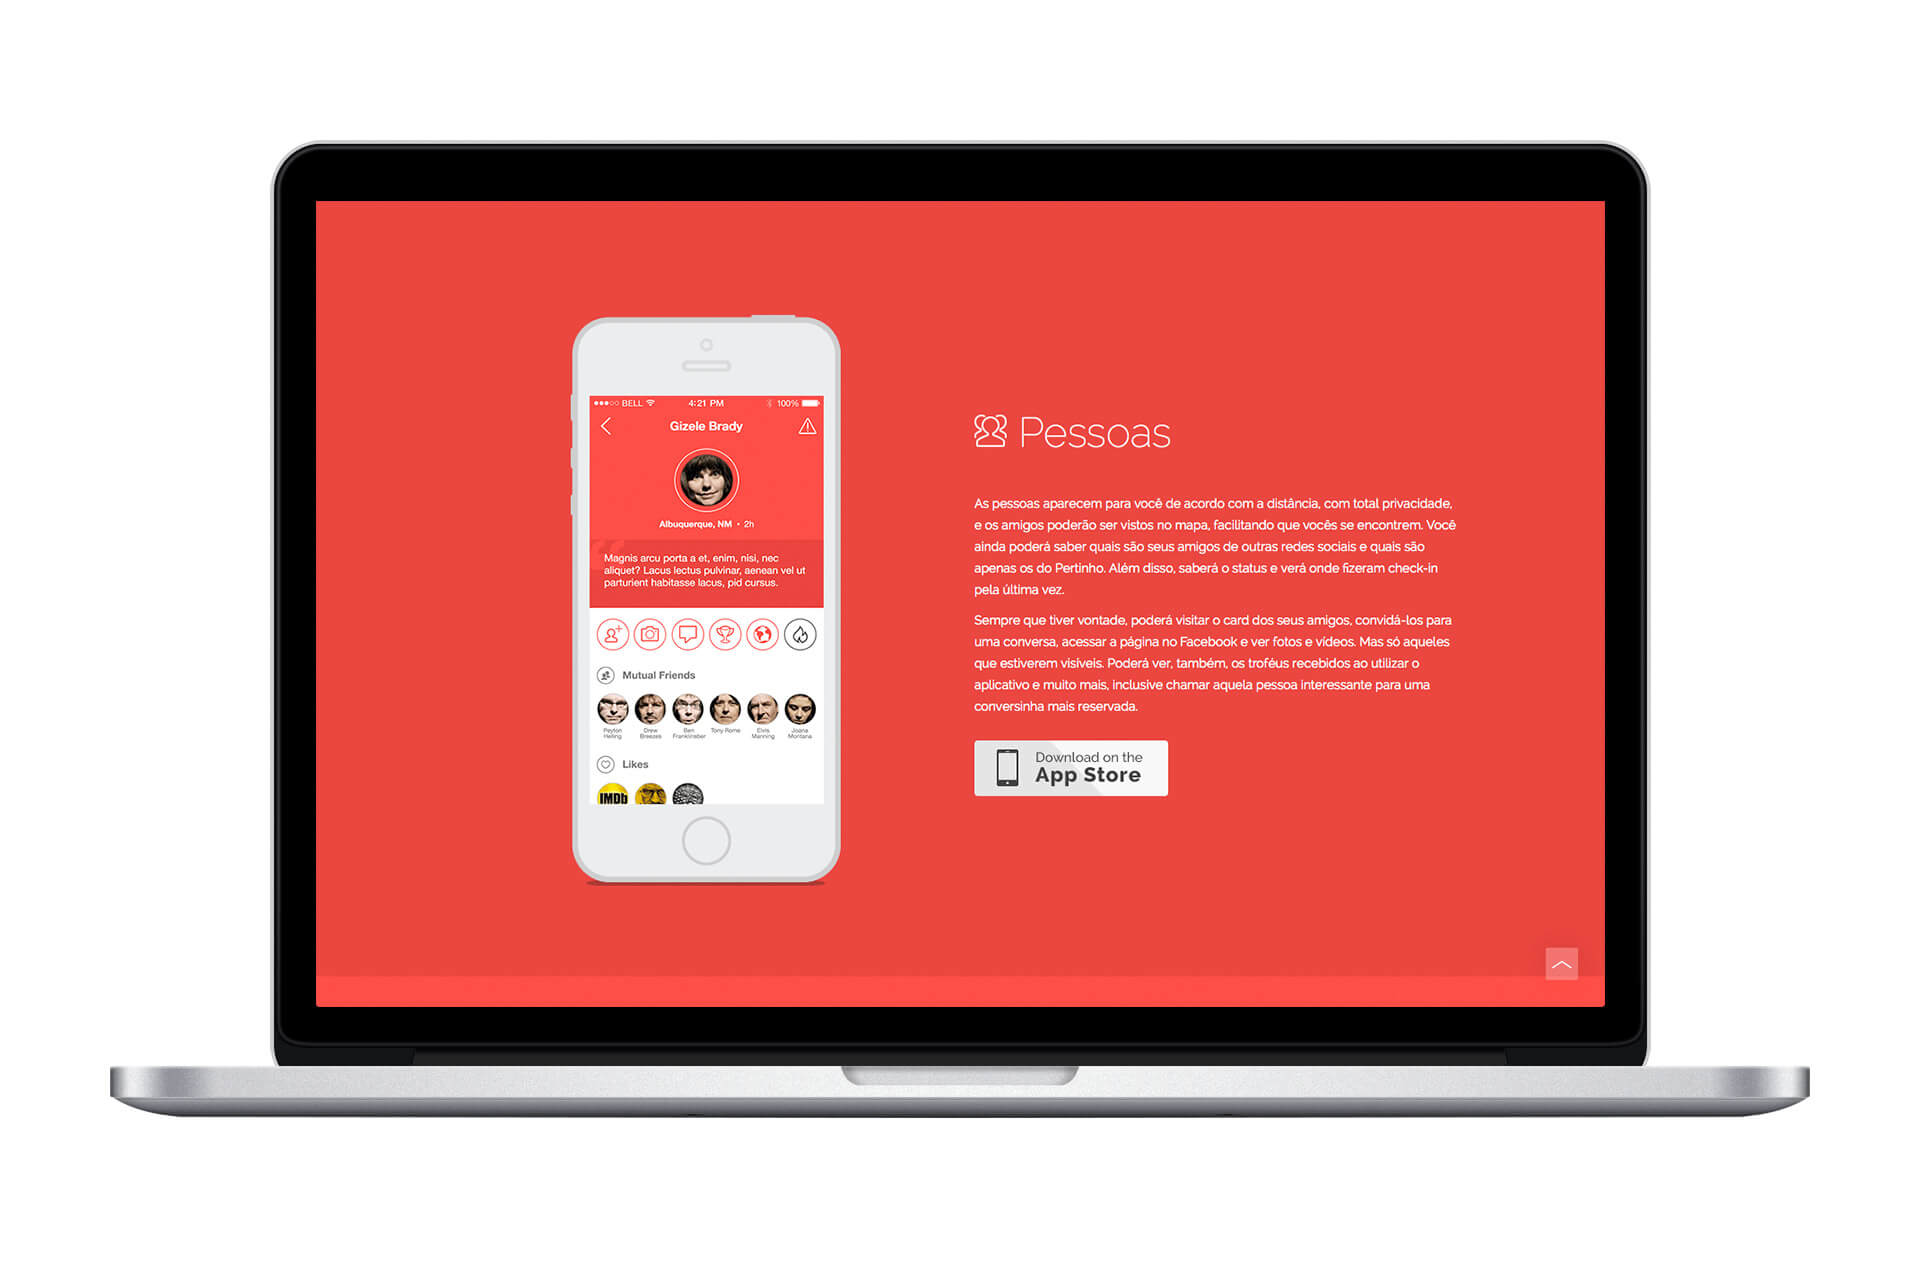 BELL
4:21 PM
100%
Gizele Brady
Albuquerque, NM • 2h
Magnis arcu porta a et, enim, nisi, nec
aliquet? Lacus lectus pulvinar, aenean vel ut
parturient habitasse lacus, pid cursus.
Mutual Friends
Peyton
Helling
Drew
Breezes
Ben
Franklinsber
Tony Rome
Elvis
Manning
Joana
Montana
Likes
IMDb
Pessoas
As pessoas aparecem para você de acordo com a distância, com total privacidade,
e os amigos poderão ser vistos no mapa, facilitando que vocês se encontrem. Você
ainda poderá saber quais são seus amigos de outras redes sociais e quais são
apenas os do Pertinho. Além disso, saberá o status e verá onde fizeram check-in
pela última vez.
Sempre que tiver vontade, poderá visitar o card dos seus amigos, convidá-los para
uma conversa, acessar a página no Facebook e ver fotos e vídeos. Mas só aqueles
que estiverem visíveis. Poderá ver, também, os troféus recebidos ao utilizar o
aplicativo e muito mais, inclusive chamar aquela pessoa interessante para uma
conversinha mais reservada.
Download on the
App Store